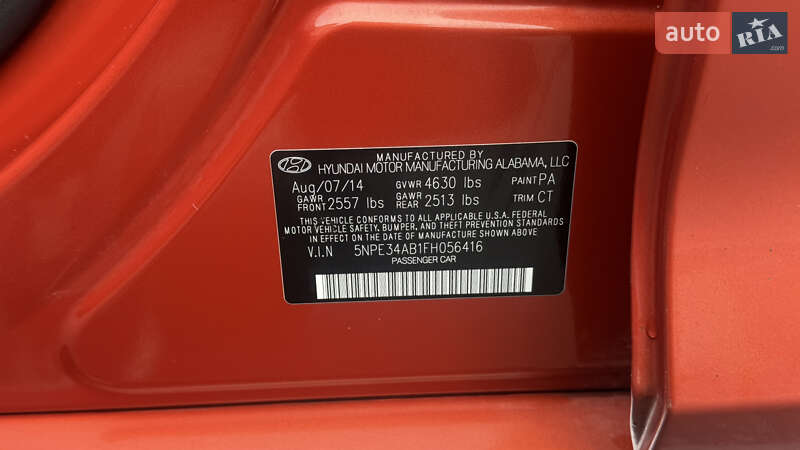 auto RIA.com
MANUFACTURED BY
HYUNDAI MOTOR MANUFACTURING ALABAMA, LLC
Aug/07/14 GVWR 4630 lbs PAINT PA
GAWR FRONT 2557 lbs GAWR REAR 2513 lbs TRIM CT
THIS VEHICLE CONFORMS TO ALL APPLICABLE U.S.A. FEDERAL
MOTOR VEHICLE SAFETY, BUMPER, AND THEFT PREVENTION STANDARDS
IN EFFECT ON THE DATE OF MANUFACTURE SHOWN ABOVE.
V.I.N 5NPE34AB1FH056416
PASSENGER CAR